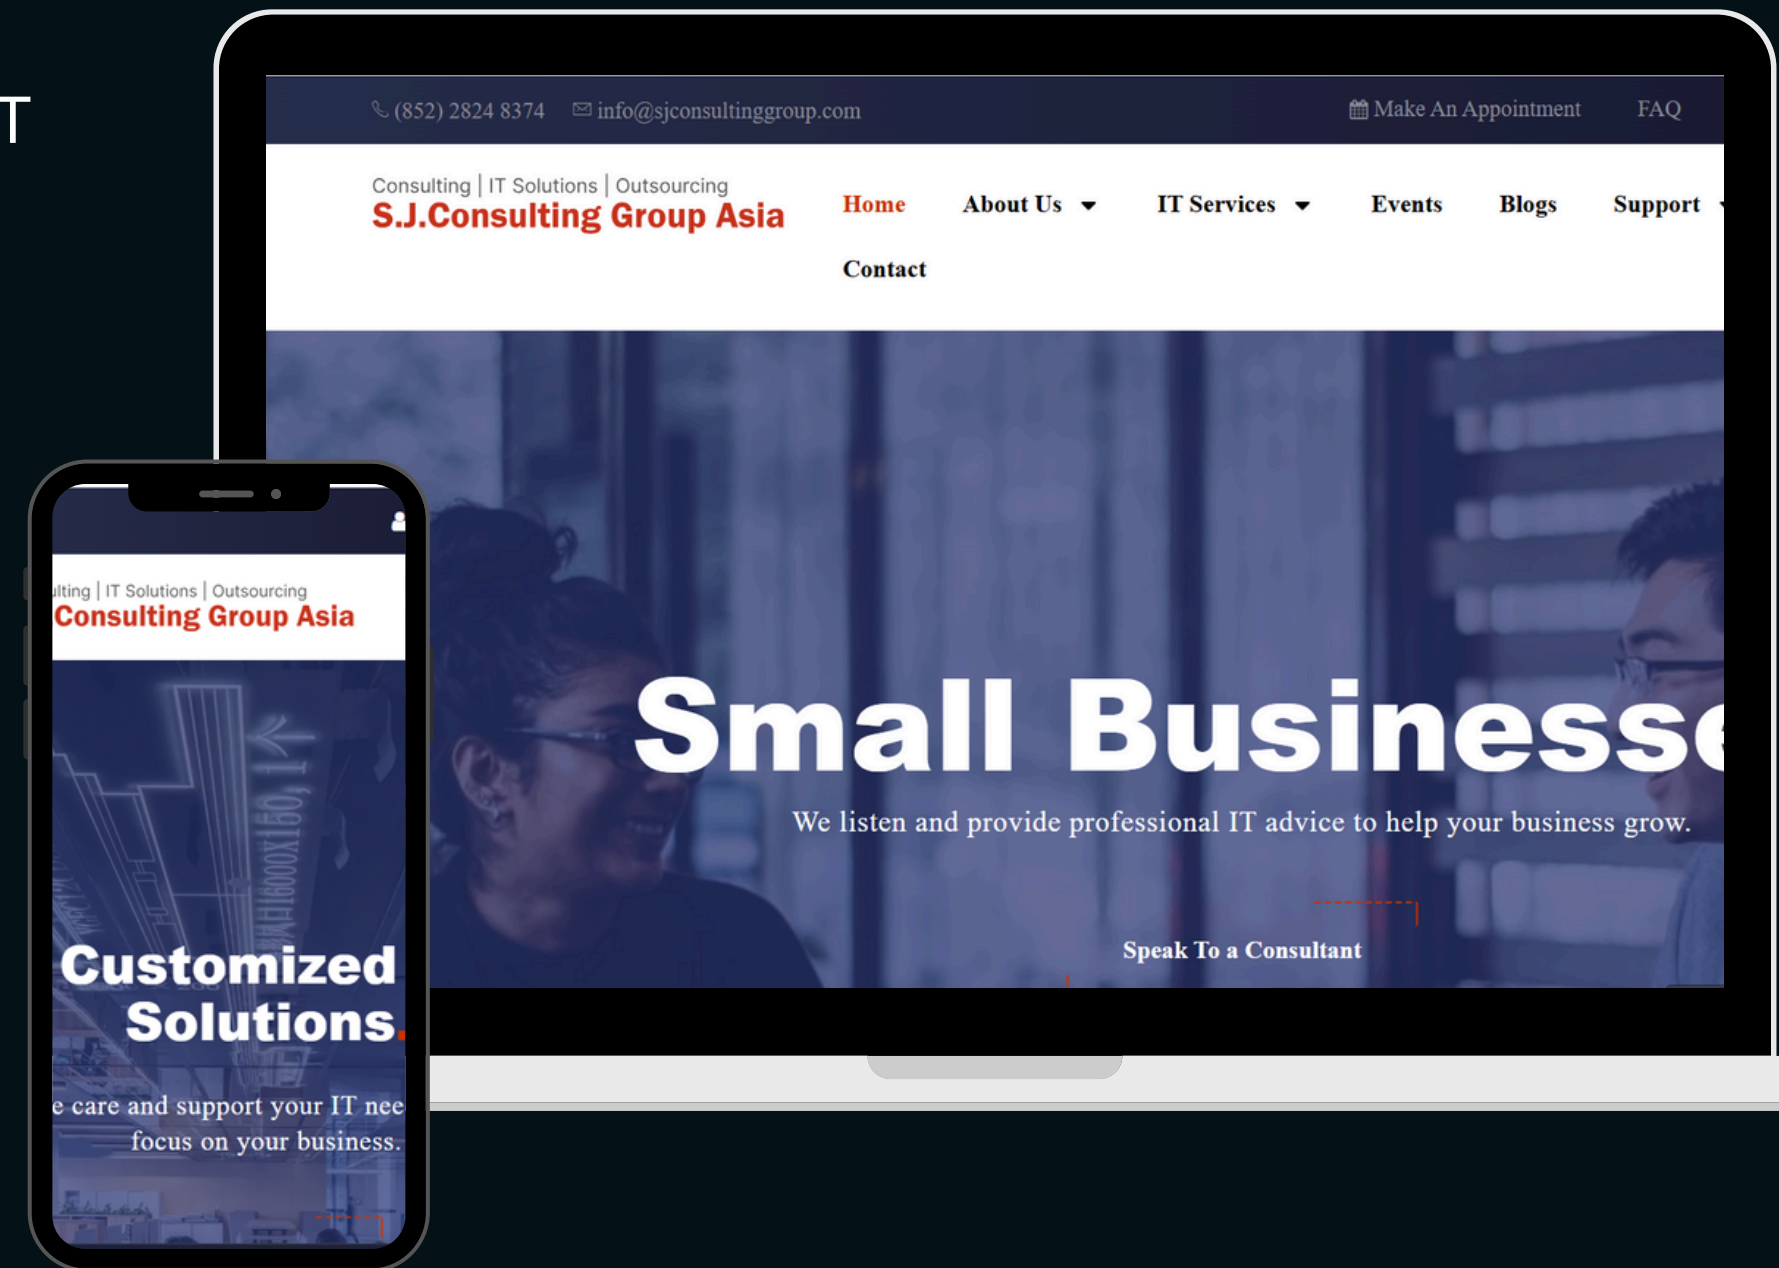 T
(852) 2824 8374 info@sjconsultinggroup.com Make An Appointment FAQ
Consulting | IT Solutions | Outsourcing
S.J.Consulting Group Asia
Home About Us IT Services Events Blogs Support
Contact
Small Businesse
We listen and provide professional IT advice to help your business grow.
Speak To a Consultant
ulting | IT Solutions | Outsourcing
Consulting Group Asia
Customized
Solutions.
e care and support your IT nee
focus on your business.